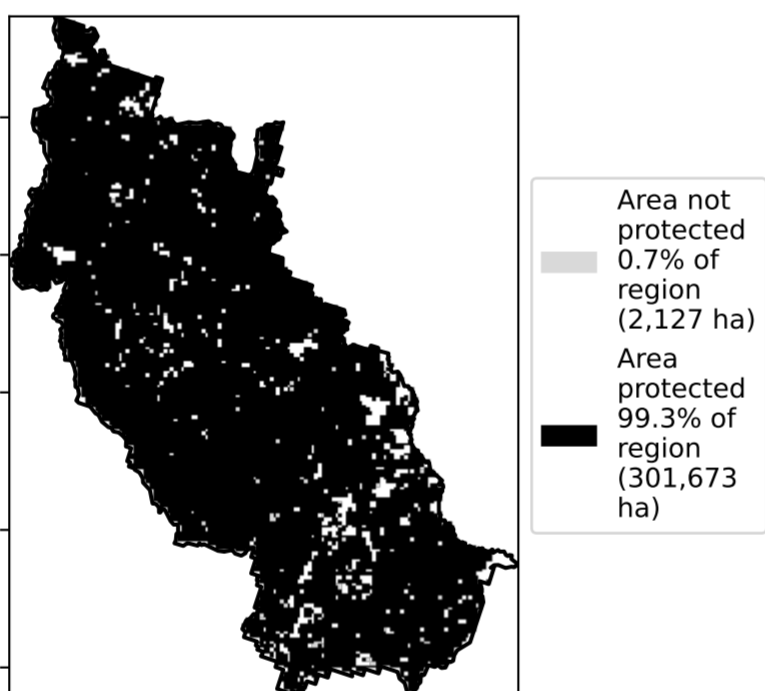 Area not
protected
0.7% of
region
(2,127 ha)
Area
protected
99.3% of
region
(301,673
ha)